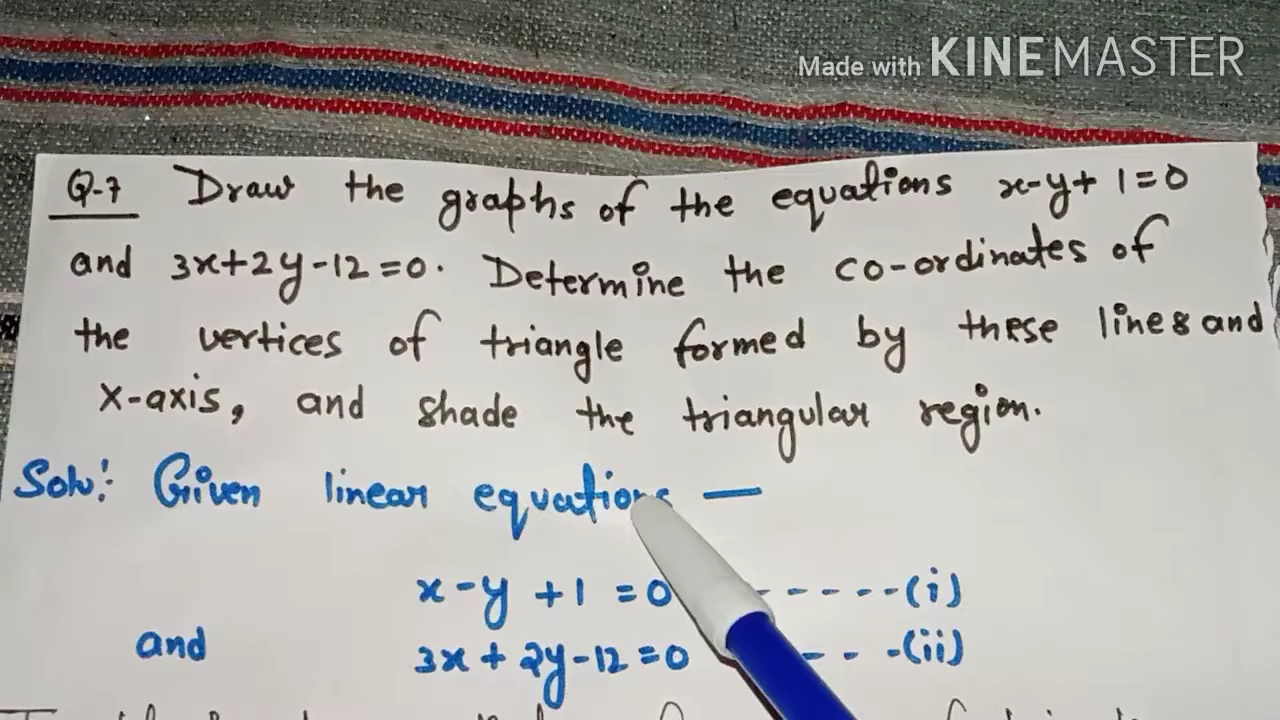 Made with KINEMASTER
Q-7 Draw the graphs of the equations x-y+1=0
and 3x+2y-12=0. Determine the co-ordinates of
the vertices of triangle formed by these lines and
X-axis, and shade the triangular region.
Solu: Given linear equations —
x-y+1=0 ------(i)
and 3x+2y-12=0 ---(ii)